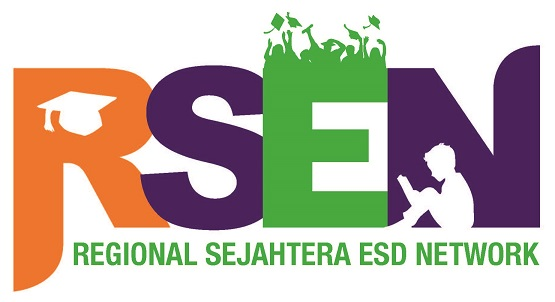 RSEN
REGIONAL SEJAHTERA ESD NETWORK